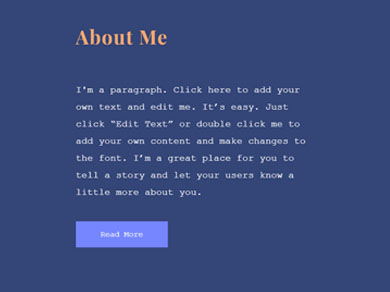 About Me
I'm a paragraph. Click here to add your
own text and edit me. It's easy. Just
click "Edit Text" or double click me to
add your own content and make changes to
the font. I'm a great place for you to
tell a story and let your users know a
little more about you.
Read More